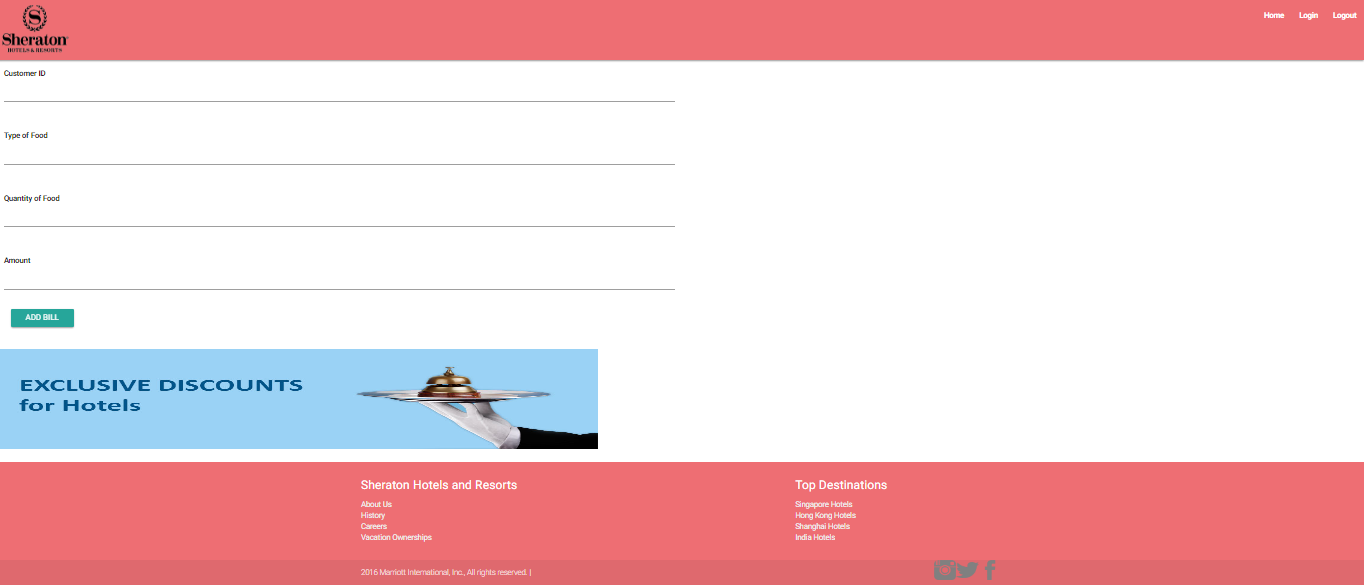 S
Sheraton
HOTELS & RESORTS
Home Login Logout
Customer ID
Type of Food
Quantity of Food
Amount
ADD BILL
EXCLUSIVE DISCOUNTS
for Hotels
Sheraton Hotels and Resorts
About Us
History
Careers
Vacation Ownerships
Top Destinations
Singapore Hotels
Hong Kong Hotels
Shanghai Hotels
India Hotels
2016 Marriott International, Inc., All rights reserved. |